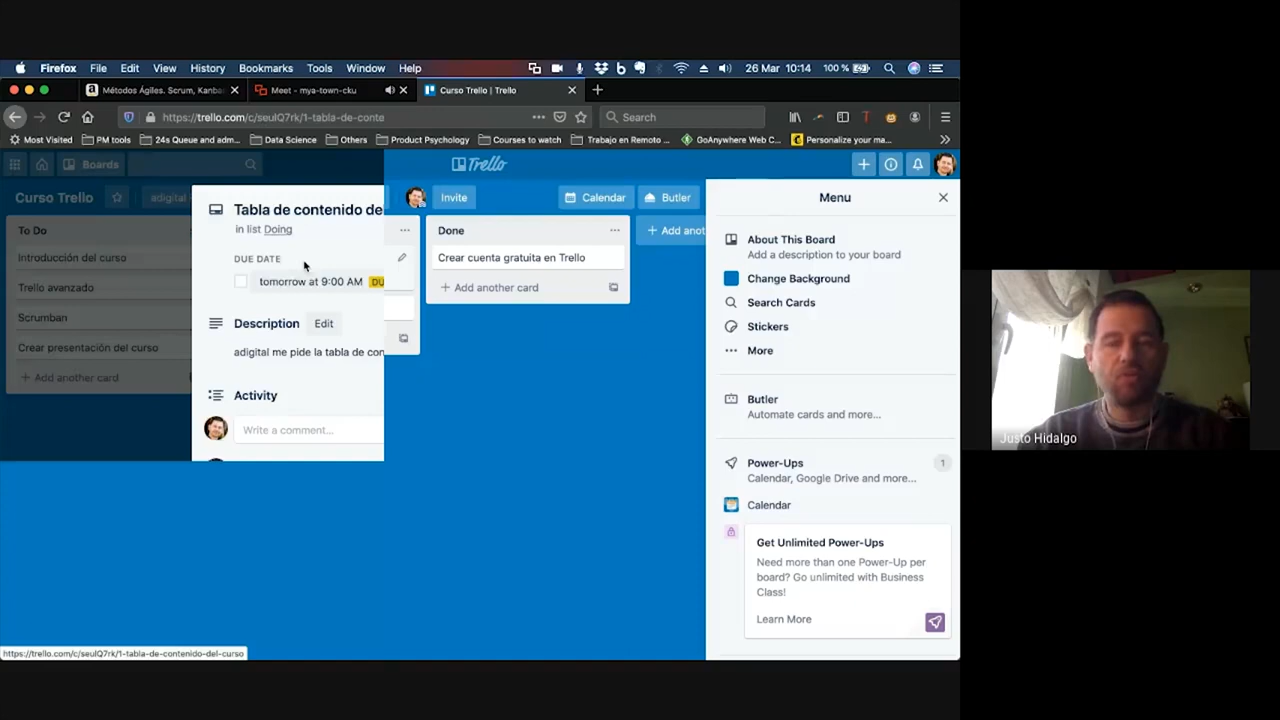 Firefox File Edit View History Bookmarks Tools Window Help 26 Mar 10:14 100 %
Métodos Ágiles. Scrum, Kanba
Meet - mya-town-cku
Curso Trello | Trello
https://trello.com/c/seulQ7rk/1-tabla-de-conte
Search
Most Visited PM tools 24s Queue and adm... Data Science Others Product Psychology Courses to watch Trabajo en Remoto ... GoAnywhere Web C... Personalize your ma...
Boards
Trello
Curso Trello
adigital
Invite
Calendar
Butler
Menu
To Do
Introducción del curso
Trello avanzado
Scrumban
Crear presentación del curso
+ Add another card
Tabla de contenido de
in list Doing
DUE DATE
tomorrow at 9:00 AM DU
Description Edit
adigital me pide la tabla de con
Activity
Write a comment...
Done
Crear cuenta gratuita en Trello
+ Add another card
+ Add anot
About This Board
Add a description to your board
Change Background
Search Cards
Stickers
More
Butler
Automate cards and more...
Power-Ups 1
Calendar, Google Drive and more...
Calendar
Get Unlimited Power-Ups
Need more than one Power-Up per
board? Go unlimited with Business
Class!
Learn More
https://trello.com/c/seulQ7rk/1-tabla-de-contenido-del-curso
Justo Hidalgo